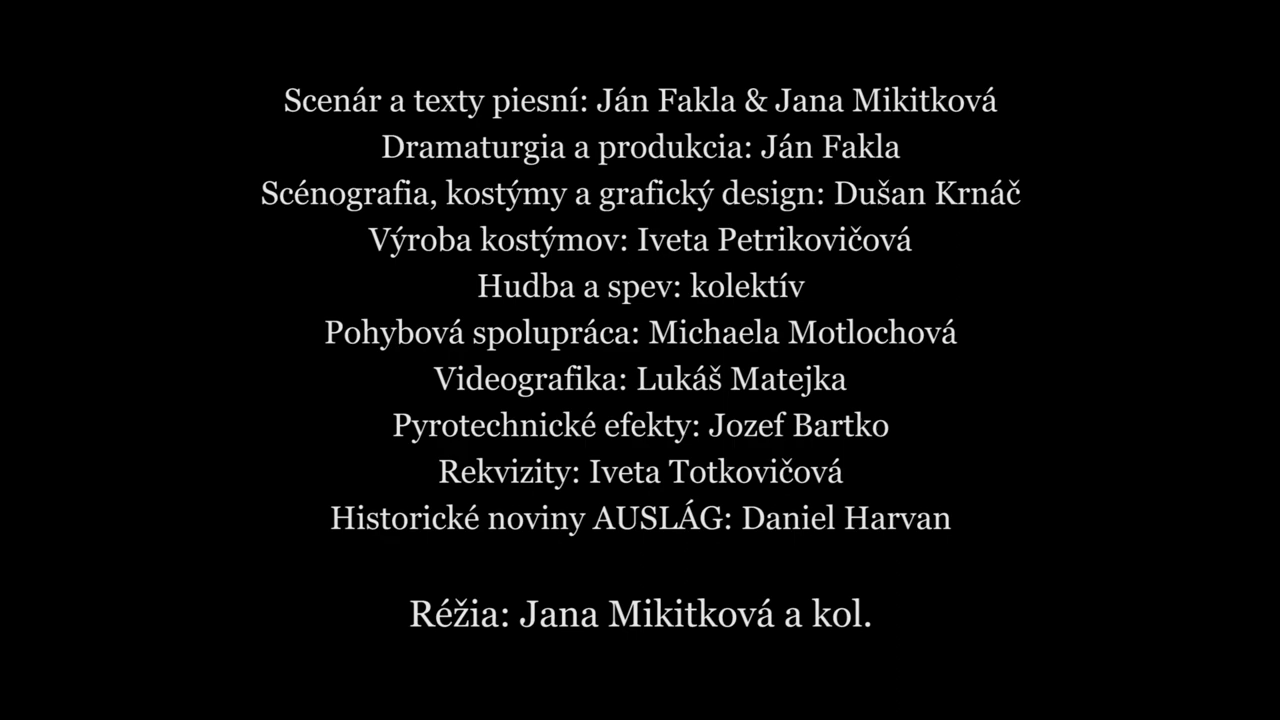 Scenár a texty piesní: Ján Fakla & Jana Mikitková
Dramaturgia a produkcia: Ján Fakla
Scénografia, kostýmy a grafický design: Dušan Krnáč
Výroba kostýmov: Iveta Petrikovičová
Hudba a spev: kolektív
Pohybová spolupráca: Michaela Motlochová
Videografika: Lukáš Matejka
Pyrotechnické efekty: Jozef Bartko
Rekvizity: Iveta Totkovičová
Historické noviny AUSLÁG: Daniel Harvan
Réžia: Jana Mikitková a kol.